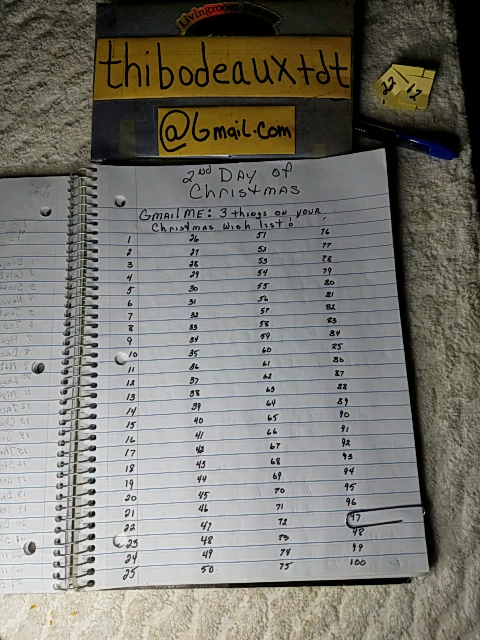 Livingroom
thibodeaux+dt
@Gmail.com
22
12
2nd Day of
Christmas
Gmail ME: 3 things on your
Christmas wish list!
1 26 51 76
2 27 52 77
3 28 53 78
4 29 54 79
5 30 55 80
6 31 56 81
7 32 57 82
8 33 58 83
9 34 59 84
10 35 60 85
11 36 61 86
12 37 62 87
13 38 63 88
14 39 64 89
15 40 65 90
16 41 66 91
17 42 67 92
18 43 68 93
19 44 69 94
20 45 70 95
21 46 71 96
22 47 72 97
23 48 73 98
24 49 74 99
25 50 75 100